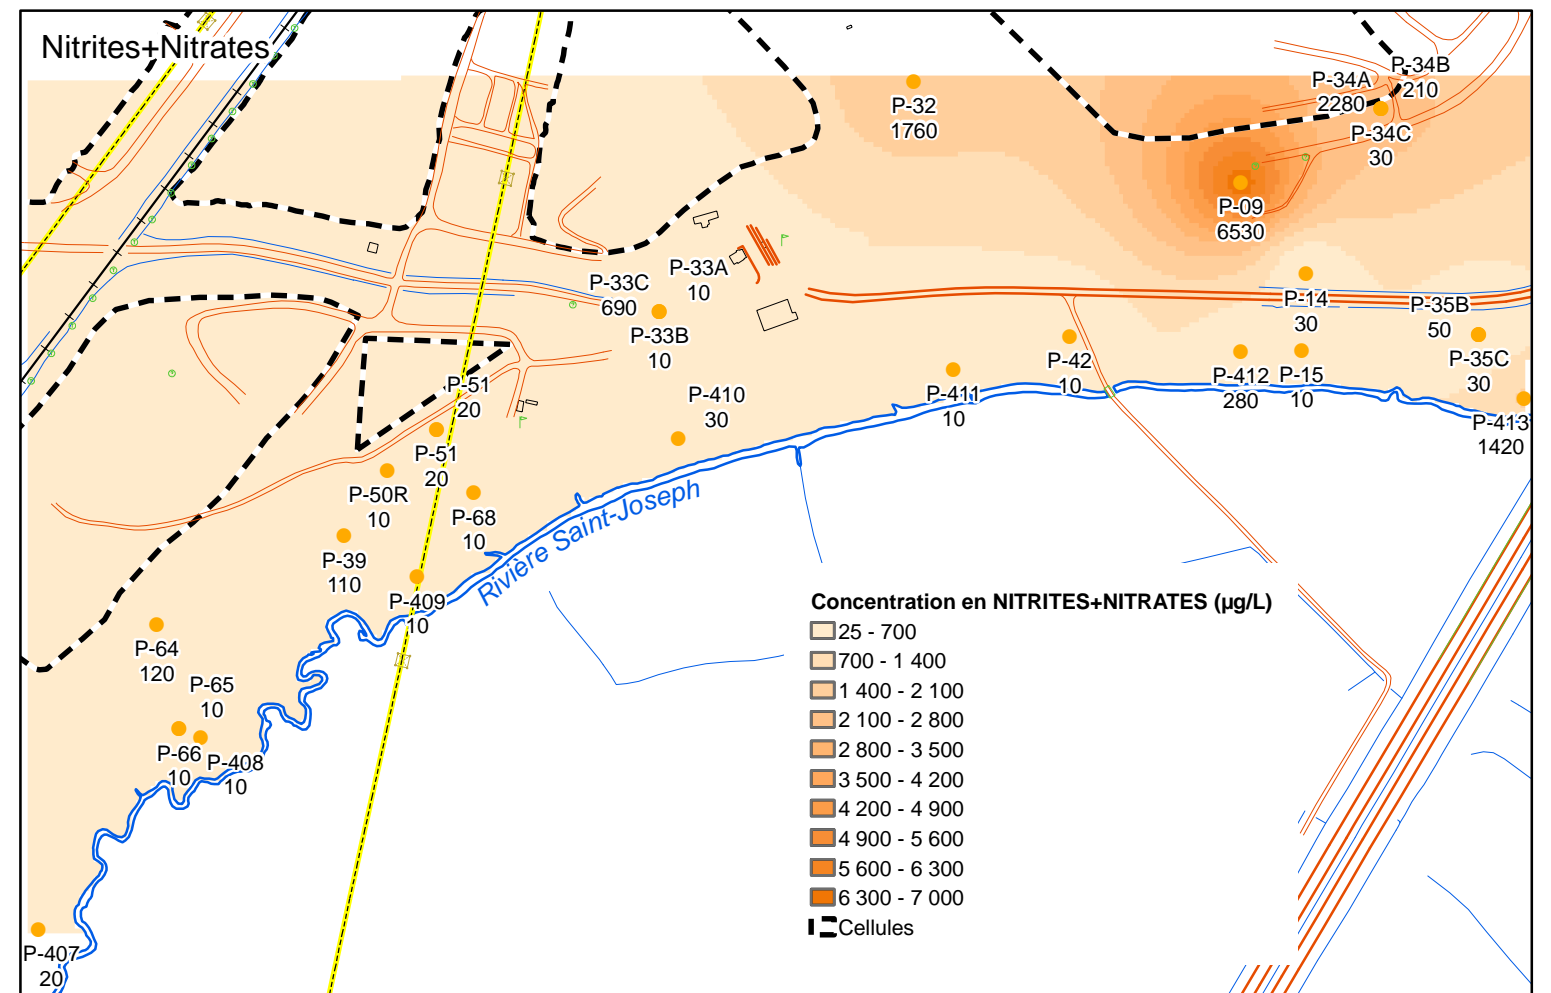 Nitrites+Nitrates
P-34B
210
P-34A
2280
P-32
1760
P-34C
30
P-09
6530
P-33A
10
P-33C
690
P-33B
10
P-14
30
P-35B
50
P-42
10
P-35C
30
P-412
280
P-15
10
P-51
20
P-410
30
P-411
10
P-413
1420
P-51
20
P-50R
10
P-68
10
Rivière Saint-Joseph
P-39
110
P-409
10
P-64
120
P-65
10
P-66
10
P-408
10
P-407
20
Concentration en NITRITES+NITRATES (µg/L)
25 - 700
700 - 1 400
1 400 - 2 100
2 100 - 2 800
2 800 - 3 500
3 500 - 4 200
4 200 - 4 900
4 900 - 5 600
5 600 - 6 300
6 300 - 7 000
Cellules